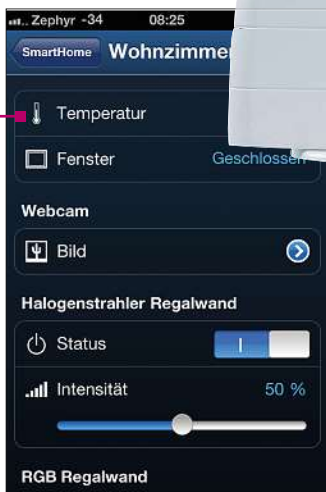 Zephyr -34 08:25
SmartHome Wohnzimmer
Temperatur
Fenster Geschlossen
Webcam
Bild
Halogenstrahler Regalwand
Status
Intensität 50 %
RGB Regalwand